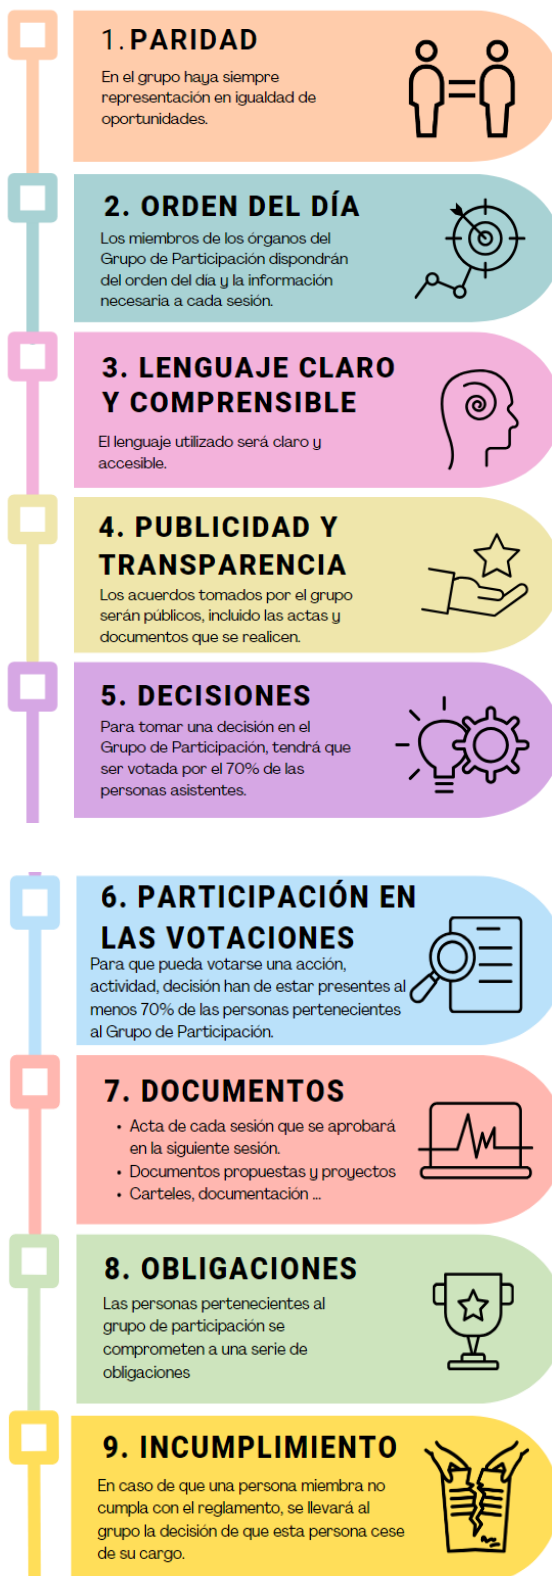 1. PARIDAD
En el grupo haya siempre
representación en igualdad de
oportunidades.
2. ORDEN DEL DÍA
Los miembros de los órganos del
Grupo de Participación dispondrán
del orden del día y la información
necesaria a cada sesión.
3. LENGUAJE CLARO
Y COMPRENSIBLE
El lenguaje utilizado será claro y
accesible.
4. PUBLICIDAD Y
TRANSPARENCIA
Los acuerdos tomados por el grupo
serán públicos, incluido las actas y
documentos que se realicen.
5. DECISIONES
Para tomar una decisión en el
Grupo de Participación, tendrá que
ser votada por el 70% de las
personas asistentes.
6. PARTICIPACIÓN EN
LAS VOTACIONES
Para que pueda votarse una acción,
actividad, decisión han de estar presentes al
menos 70% de las personas pertenecientes
al Grupo de Participación.
7. DOCUMENTOS
• Acta de cada sesión que se aprobará
en la siguiente sesión.
• Documentos propuestas y proyectos
• Carteles, documentación ...
8. OBLIGACIONES
Las personas pertenecientes al
grupo de participación se
comprometen a una serie de
obligaciones
9. INCUMPLIMIENTO
En caso de que una persona miembra no
cumpla con el reglamento, se llevará al
grupo la decisión de que esta persona cese
de su cargo.